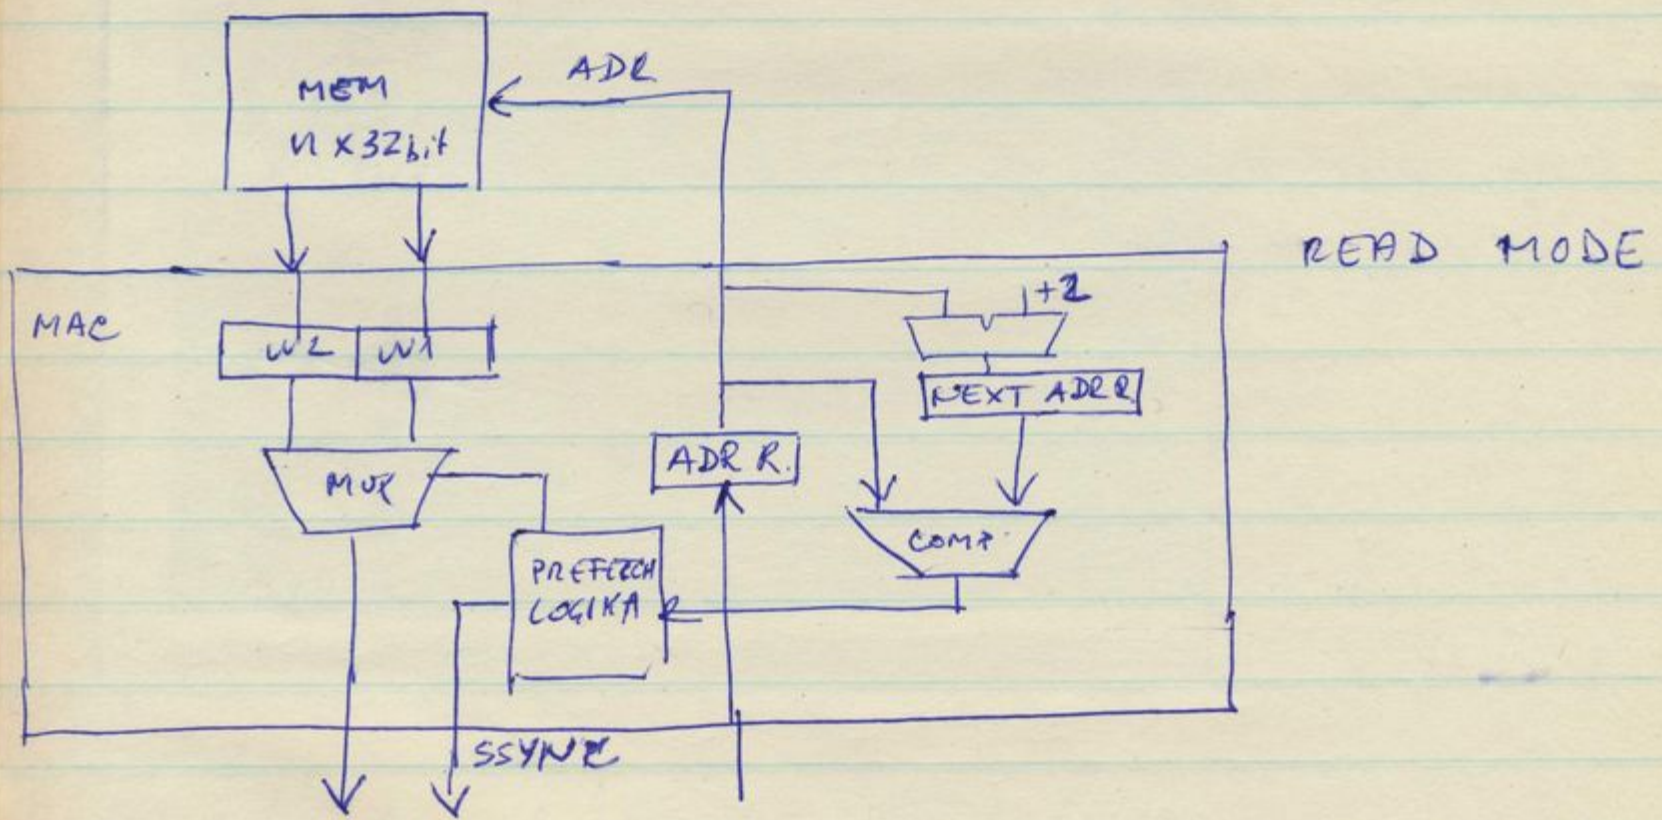 MEM
n x 32bit
ADR
READ MODE
MAC
W2
W1
+2
NEXT ADR R.
ADR R.
MUX
COMP.
PREFETCH
LOGIKA
SSYNC